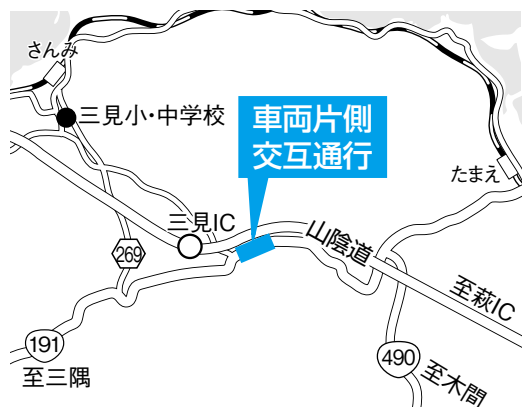 さんみ
三見小・中学校
車両片側
交互通行
たまえ
三見IC
山陰道
269
至萩IC
191
至三隅
490
至木間